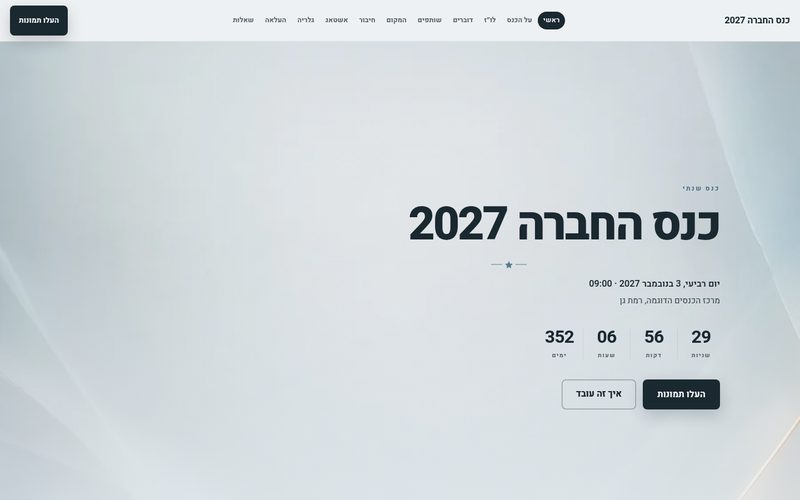 כנס החברה 2027
ראשי
על הכנס
לו״ז
דוברים
שותפים
המקום
חיבור
אשטאג
גלריה
העלאה
שאלות
העלו תמונות
כנס שנתי
כנס החברה 2027
יום רביעי, 3 בנובמבר 2027 · 09:00
מרכז הכנסים הדוגמה, רמת גן
29 56 06 352
שניות דקות שעות ימים
העלו תמונות
איך זה עובד